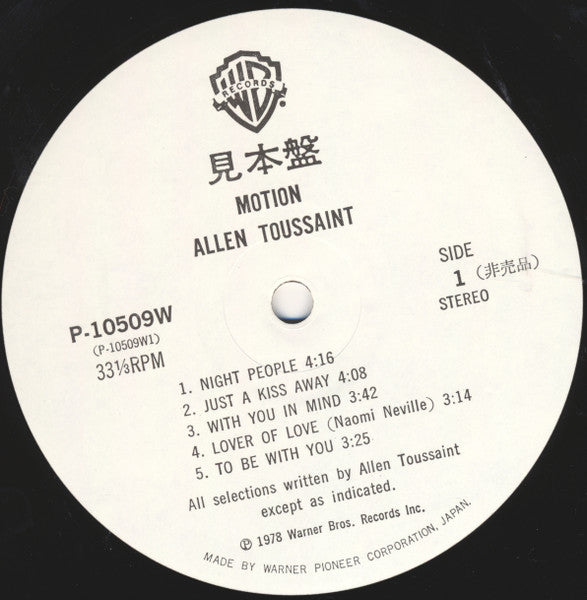 WB
RECORDS
見本盤
MOTION
ALLEN TOUSSAINT
SIDE
1 (非売品)
STEREO
P-10509W
(P-10509W1)
33⅓RPM
1. NIGHT PEOPLE 4:16
2. JUST A KISS AWAY 4:08
3. WITH YOU IN MIND 3:42
4. LOVER OF LOVE (Naomi Neville) 3:14
5. TO BE WITH YOU 3:25
All selections written by Allen Toussaint
except as indicated.
Ⓟ 1978 Warner Bros. Records Inc.
MADE BY WARNER PIONEER CORPORATION, JAPAN.